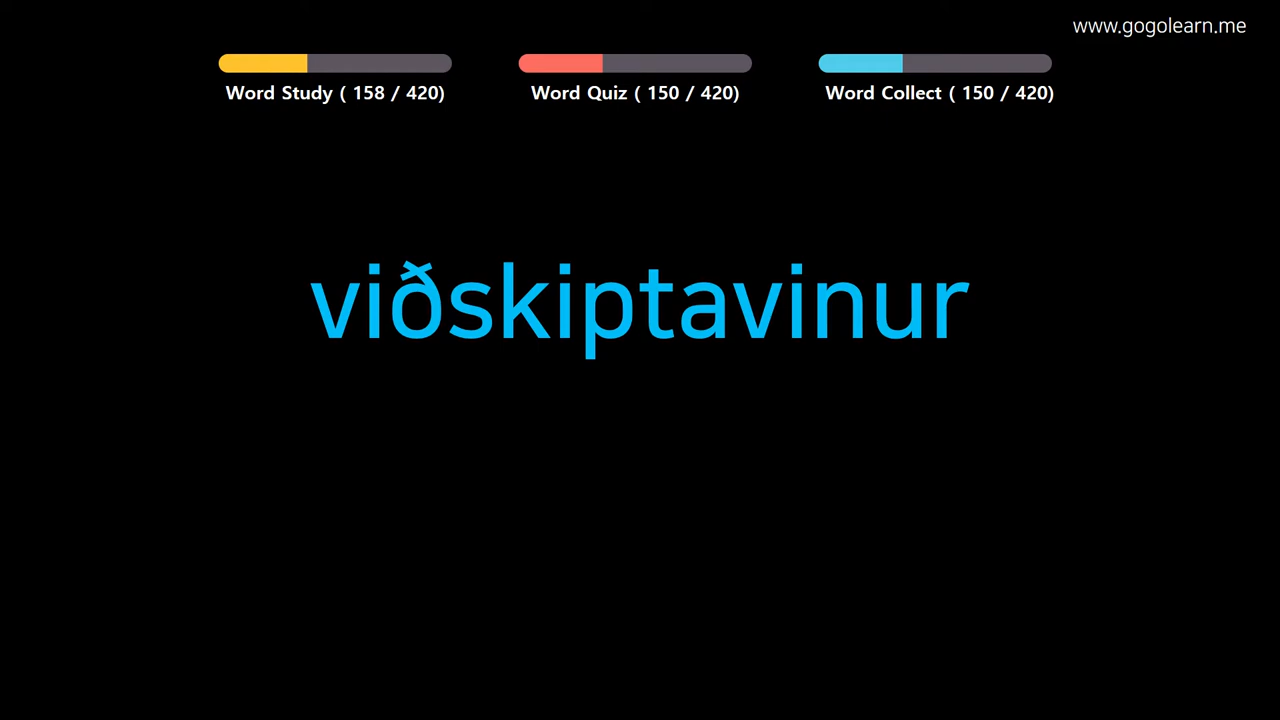 www.gogolearn.me
Word Study ( 158 / 420)
Word Quiz ( 150 / 420)
Word Collect ( 150 / 420)
viðskiptavinur